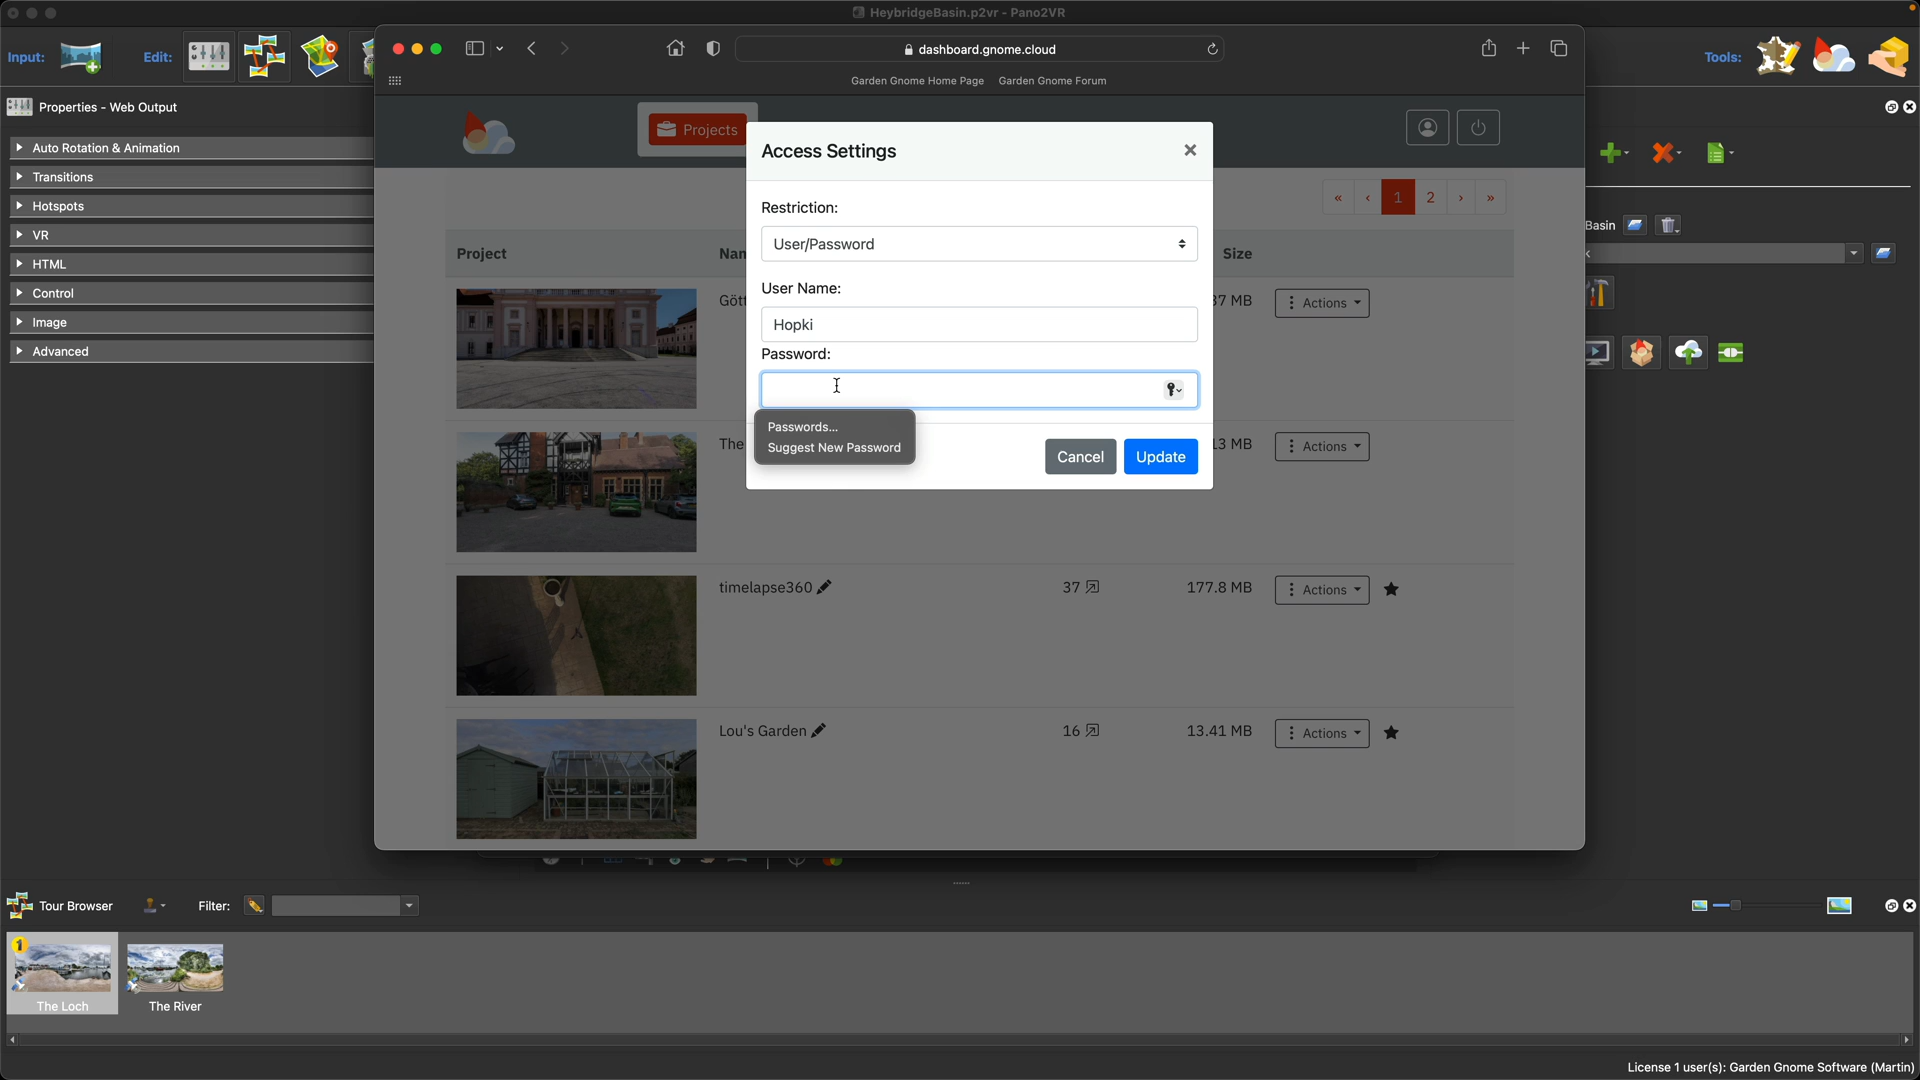 HeybridgeBasin.p2vr - Pano2VR
Input:
Edit:
Tools:
dashboard.gnome.cloud
Garden Gnome Home Page
Garden Gnome Forum
Properties - Web Output
Auto Rotation & Animation
Transitions
Hotspots
VR
HTML
Control
Image
Advanced
Projects
« ‹ 1 2 › »
Project
Size
Actions
Actions
timelapse360
37
177.8 MB
Actions
Lou's Garden
16
13.41 MB
Actions
Access Settings
Restriction:
User/Password
User Name:
Hopki
Password:
Passwords...
Suggest New Password
Cancel
Update
Basin
Tour Browser
Filter:
1
The Loch
The River
License 1 user(s): Garden Gnome Software (Martin)